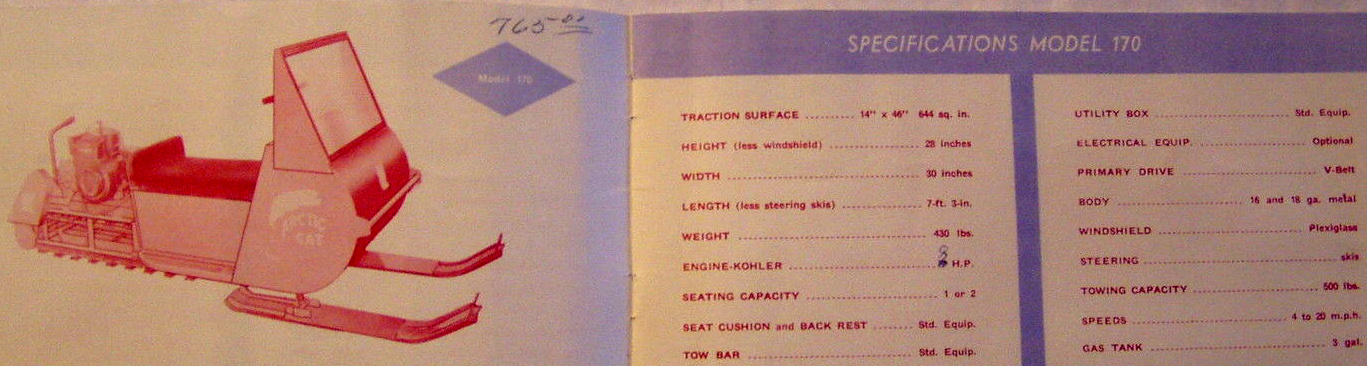 765.00
Model 170
ARCTIC
CAT
SPECIFICATIONS MODEL 170
TRACTION SURFACE ......... 14" x 46" 644 sq. in.
HEIGHT (less windshield) ................ 28 inches
WIDTH ................ 30 inches
LENGTH (less steering skis) ............. 7-ft. 3-in.
WEIGHT ................ 430 lbs.
ENGINE-KOHLER ................ 8 H.P.
SEATING CAPACITY ................ 1 or 2
SEAT CUSHION and BACK REST ....... Std. Equip.
TOW BAR ................ Std. Equip.
UTILITY BOX ................ Std. Equip.
ELECTRICAL EQUIP. ................ Optional
PRIMARY DRIVE ................ V-Belt
BODY ................ 16 and 18 ga. metal
WINDSHIELD ................ Plexiglass
STEERING ................ skis
TOWING CAPACITY ................ 500 lbs.
SPEEDS ................ 4 to 20 m.p.h.
GAS TANK ................ 3 gal.